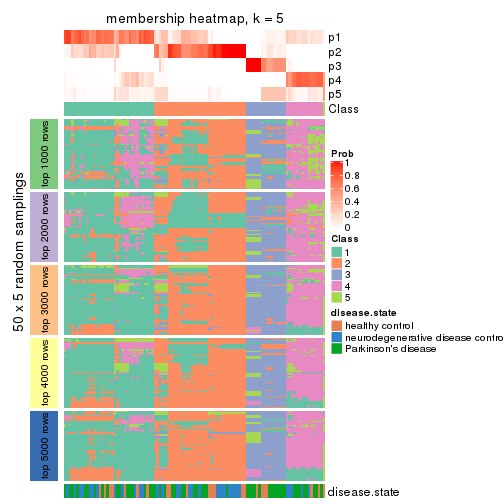 membership heatmap, k = 5
p1
p2
p3
p4
p5
Class
50 x 5 random samplings
top 1000 rows
top 2000 rows
top 3000 rows
top 4000 rows
top 5000 rows
Prob
1
0.8
0.6
0.4
0.2
0
Class
1
2
3
4
5
disease.state
healthy control
neurodegenerative disease contro
Parkinson's disease
disease.state